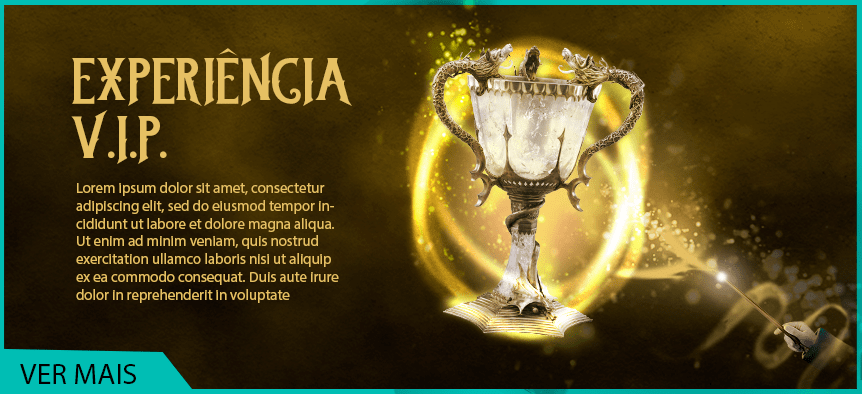 EXPERIÊNCIA
V.I.P.
Lorem ipsum dolor sit amet, consectetur
adipiscing elit, sed do eiusmod tempor in-
cididunt ut labore et dolore magna aliqua.
Ut enim ad minim veniam, quis nostrud
exercitation ullamco laboris nisi ut aliquip
ex ea commodo consequat. Duis aute irure
dolor in reprehenderit in voluptate
VER MAIS